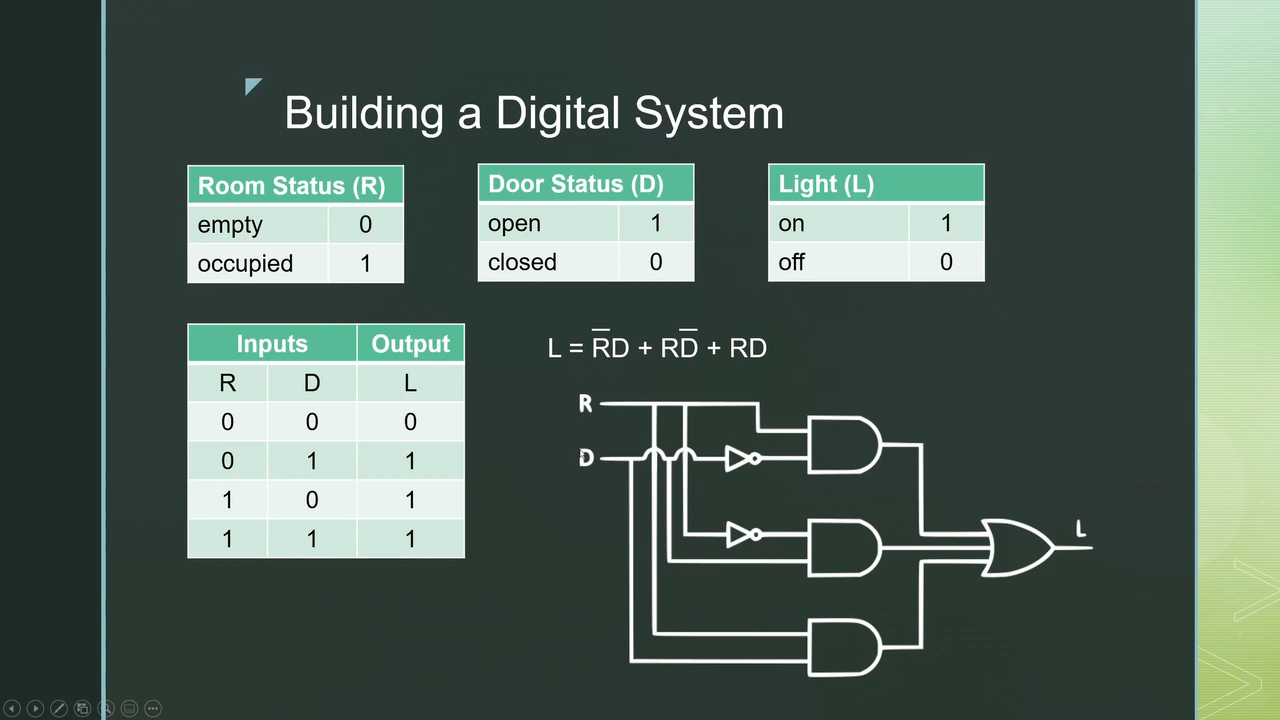 Building a Digital System
Room Status (R)
empty 0
occupied 1
Door Status (D)
open 1
closed 0
Light (L)
on 1
off 0
Inputs Output
R D L
0 0 0
0 1 1
1 0 1
1 1 1
L = R̅D + RD̅ + RD
R
D
L